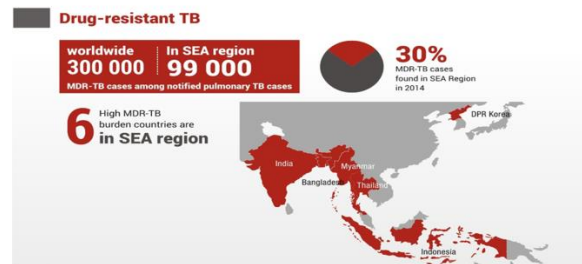 Drug-resistant TB
worldwide
300 000
In SEA region
99 000
MDR-TB cases among notified pulmonary TB cases
30%
MDR-TB cases
found in SEA Region
in 2014
6
High MDR-TB
burden countries are
in SEA region
DPR Korea
India
Myanmar
Bangladesh
Thailand
Indonesia